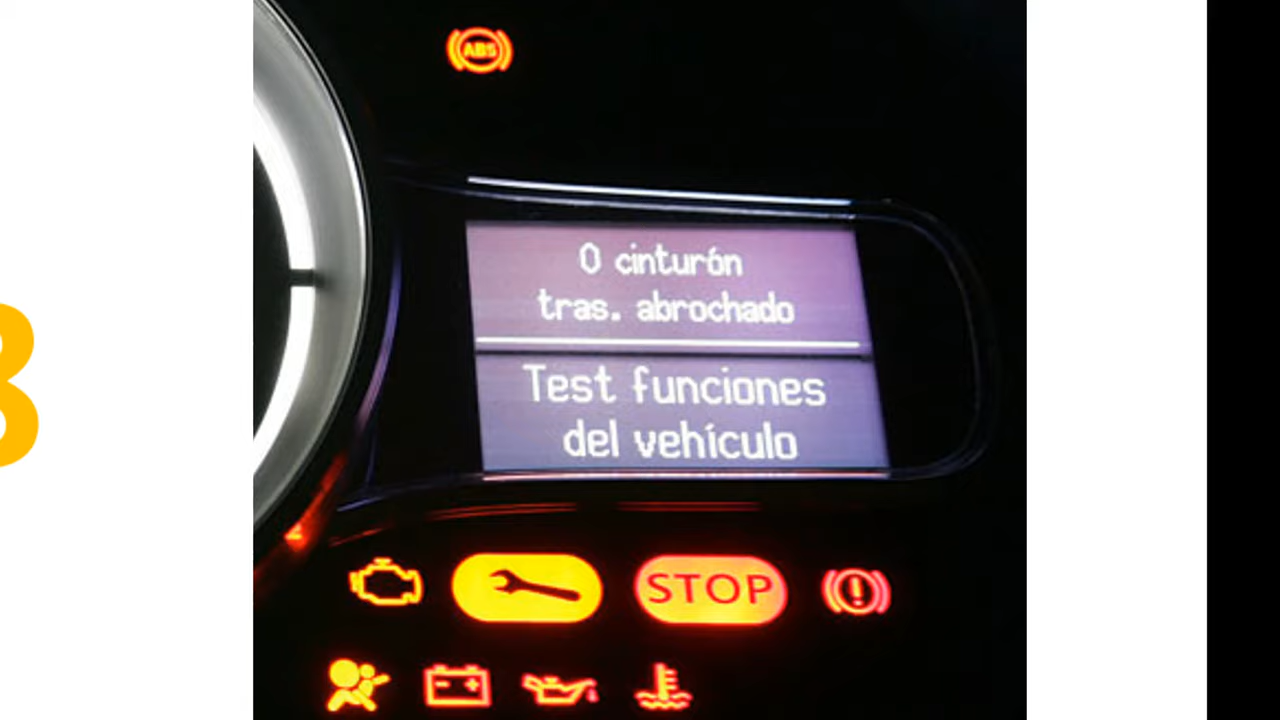 ABS
0 cinturón
tras. abrochado
Test funciones
del vehículo
STOP